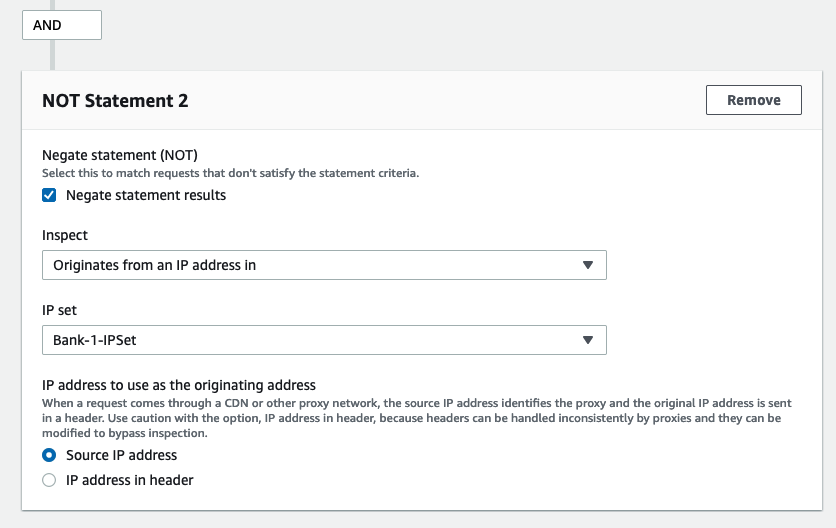 AND
NOT Statement 2
Remove
Negate statement (NOT)
Select this to match requests that don't satisfy the statement criteria.
Negate statement results
Inspect
Originates from an IP address in
IP set
Bank-1-IPSet
IP address to use as the originating address
When a request comes through a CDN or other proxy network, the source IP address identifies the proxy and the original IP address is sent
in a header. Use caution with the option, IP address in header, because headers can be handled inconsistently by proxies and they can be
modified to bypass inspection.
Source IP address
IP address in header